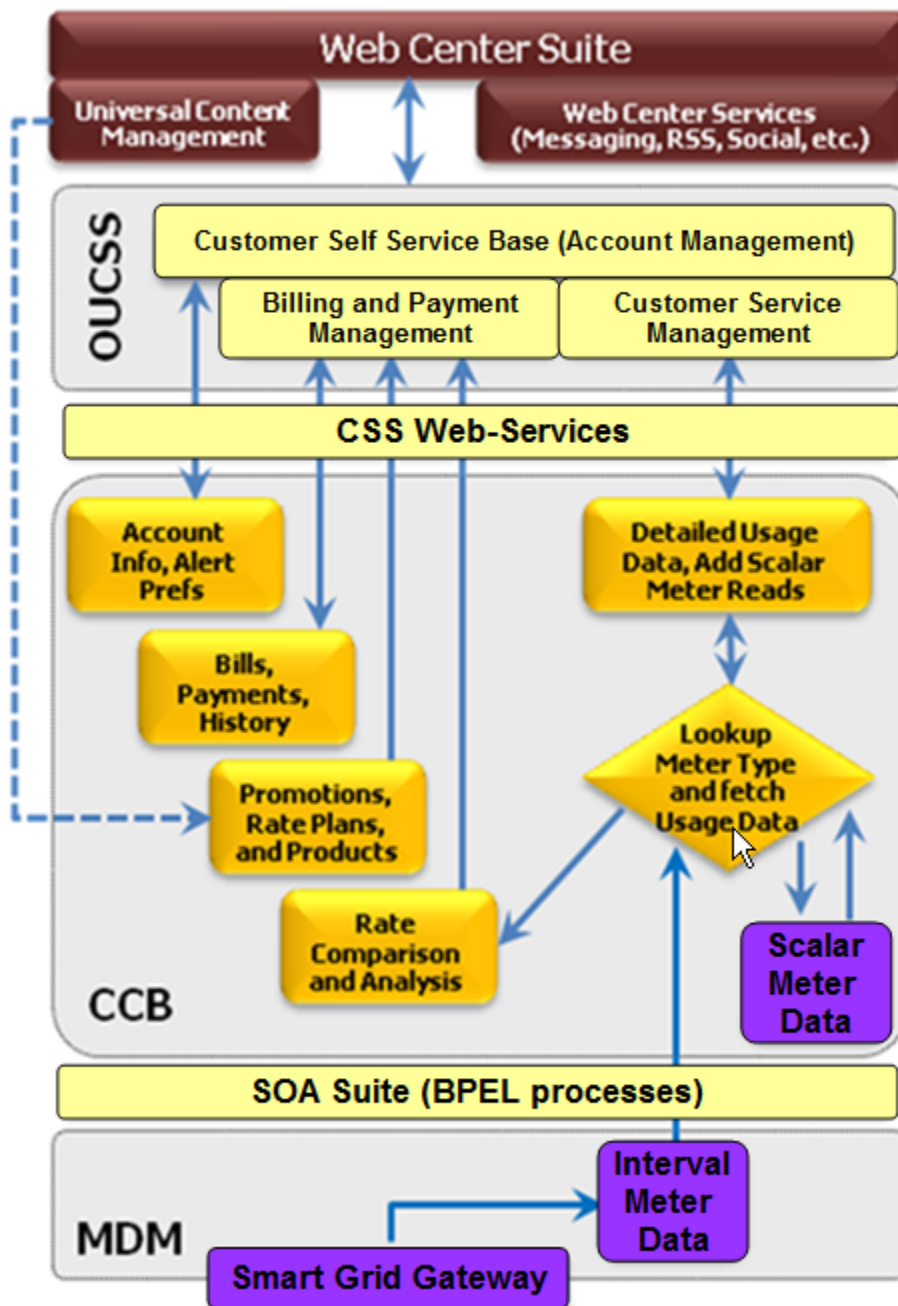 Web Center Suite
Universal Content
Management
Web Center Services
(Messaging, RSS, Social, etc.)
OUCSS
Customer Self Service Base (Account Management)
Billing and Payment
Management
Customer Service
Management
CSS Web-Services
Account
Info, Alert
Prefs
Detailed Usage
Data, Add Scalar
Meter Reads
Bills,
Payments,
History
Lookup
Meter Type
and fetch
Usage Data
Promotions,
Rate Plans,
and Products
Rate
Comparison
and Analysis
Scalar
Meter
Data
CCB
SOA Suite (BPEL processes)
Interval
Meter
Data
MDM
Smart Grid Gateway